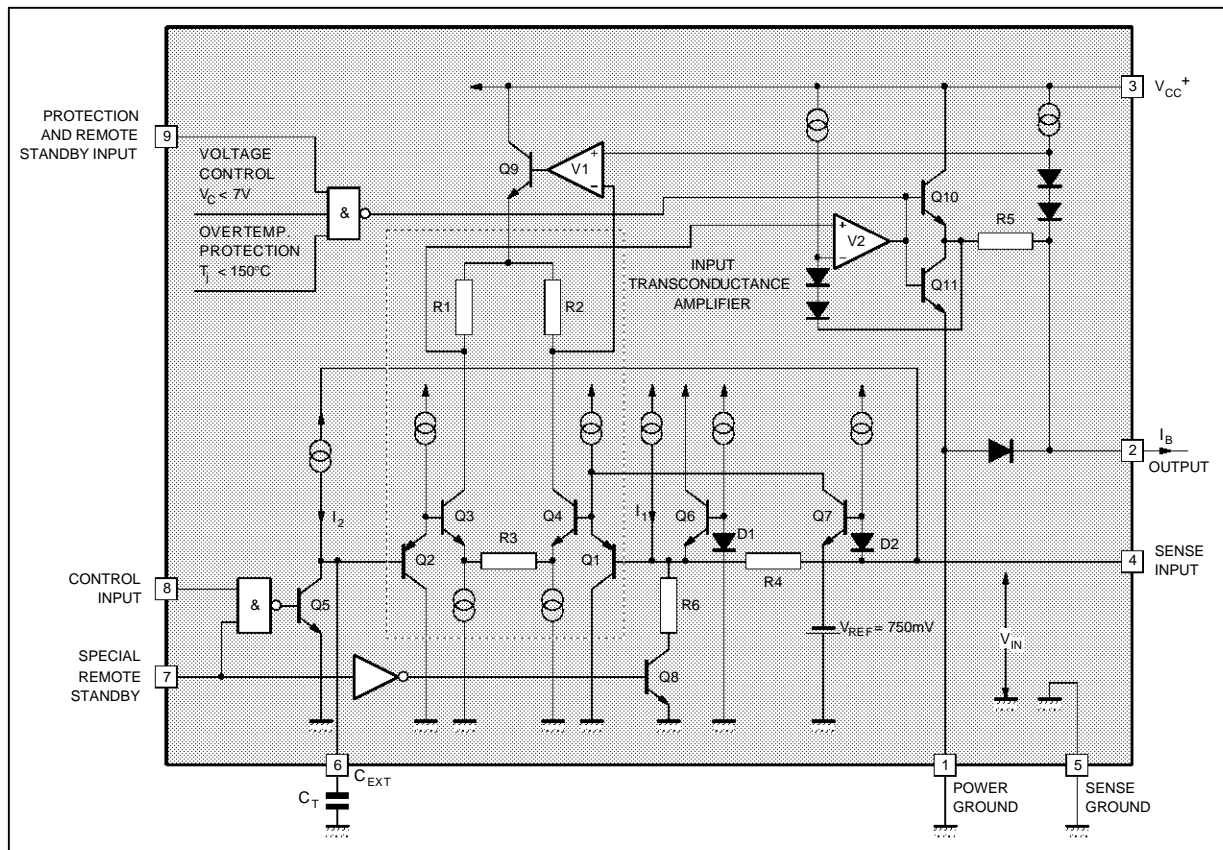 3
V_CC+
PROTECTION
AND REMOTE
STANDBY INPUT
9
VOLTAGE
CONTROL
V_C < 7V
&
OVERTEMP.
PROTECTION
T_j < 150°C
Q9
V1
+
−
Q10
R5
V2
+
−
Q11
INPUT
TRANSCONDUCTANCE
AMPLIFIER
R1
R2
I_B
2
OUTPUT
I_2
Q3
Q4
I_1
Q6
D1
Q7
D2
Q2
R3
Q1
R4
4
SENSE
INPUT
CONTROL
INPUT
8
&
Q5
R6
V_REF = 750mV
V_IN
SPECIAL
REMOTE
STANDBY
7
Q8
6
C_EXT
C_T
1
POWER
GROUND
5
SENSE
GROUND